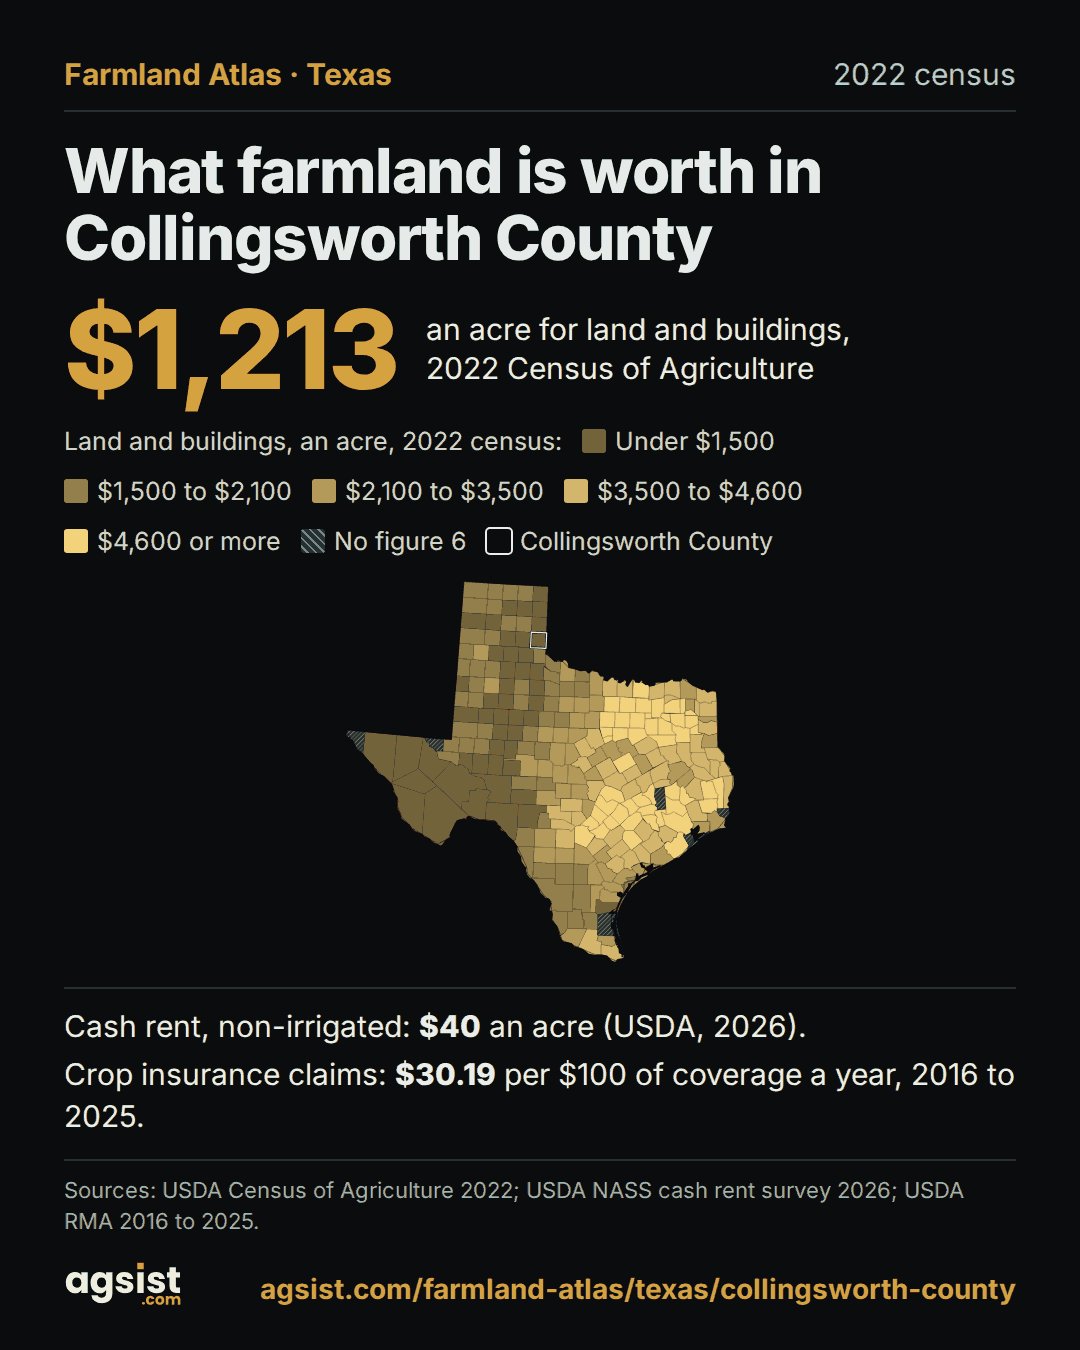 Farmland Atlas · Texas
2022 census
What farmland is worth in
Collingsworth County
$1,213
an acre for land and buildings,
2022 Census of Agriculture
Land and buildings, an acre, 2022 census: Under $1,500
$1,500 to $2,100 $2,100 to $3,500 $3,500 to $4,600
$4,600 or more No figure 6 Collingsworth County
Cash rent, non-irrigated: $40 an acre (USDA, 2026).
Crop insurance claims: $30.19 per $100 of coverage a year, 2016 to
2025.
Sources: USDA Census of Agriculture 2022; USDA NASS cash rent survey 2026; USDA
RMA 2016 to 2025.
agsist
.com
agsist.com/farmland-atlas/texas/collingsworth-county